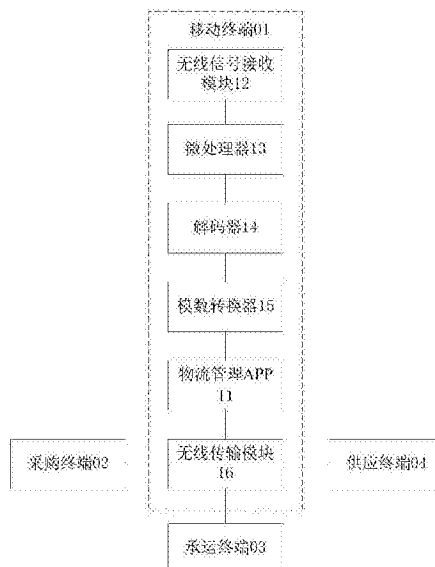 移动终端01
无线信号接收
模块12
微处理器13
解码器14
模数转换器15
物流管理APP
11
采购终端02
无线传输模块
16
供应终端04
承运终端03